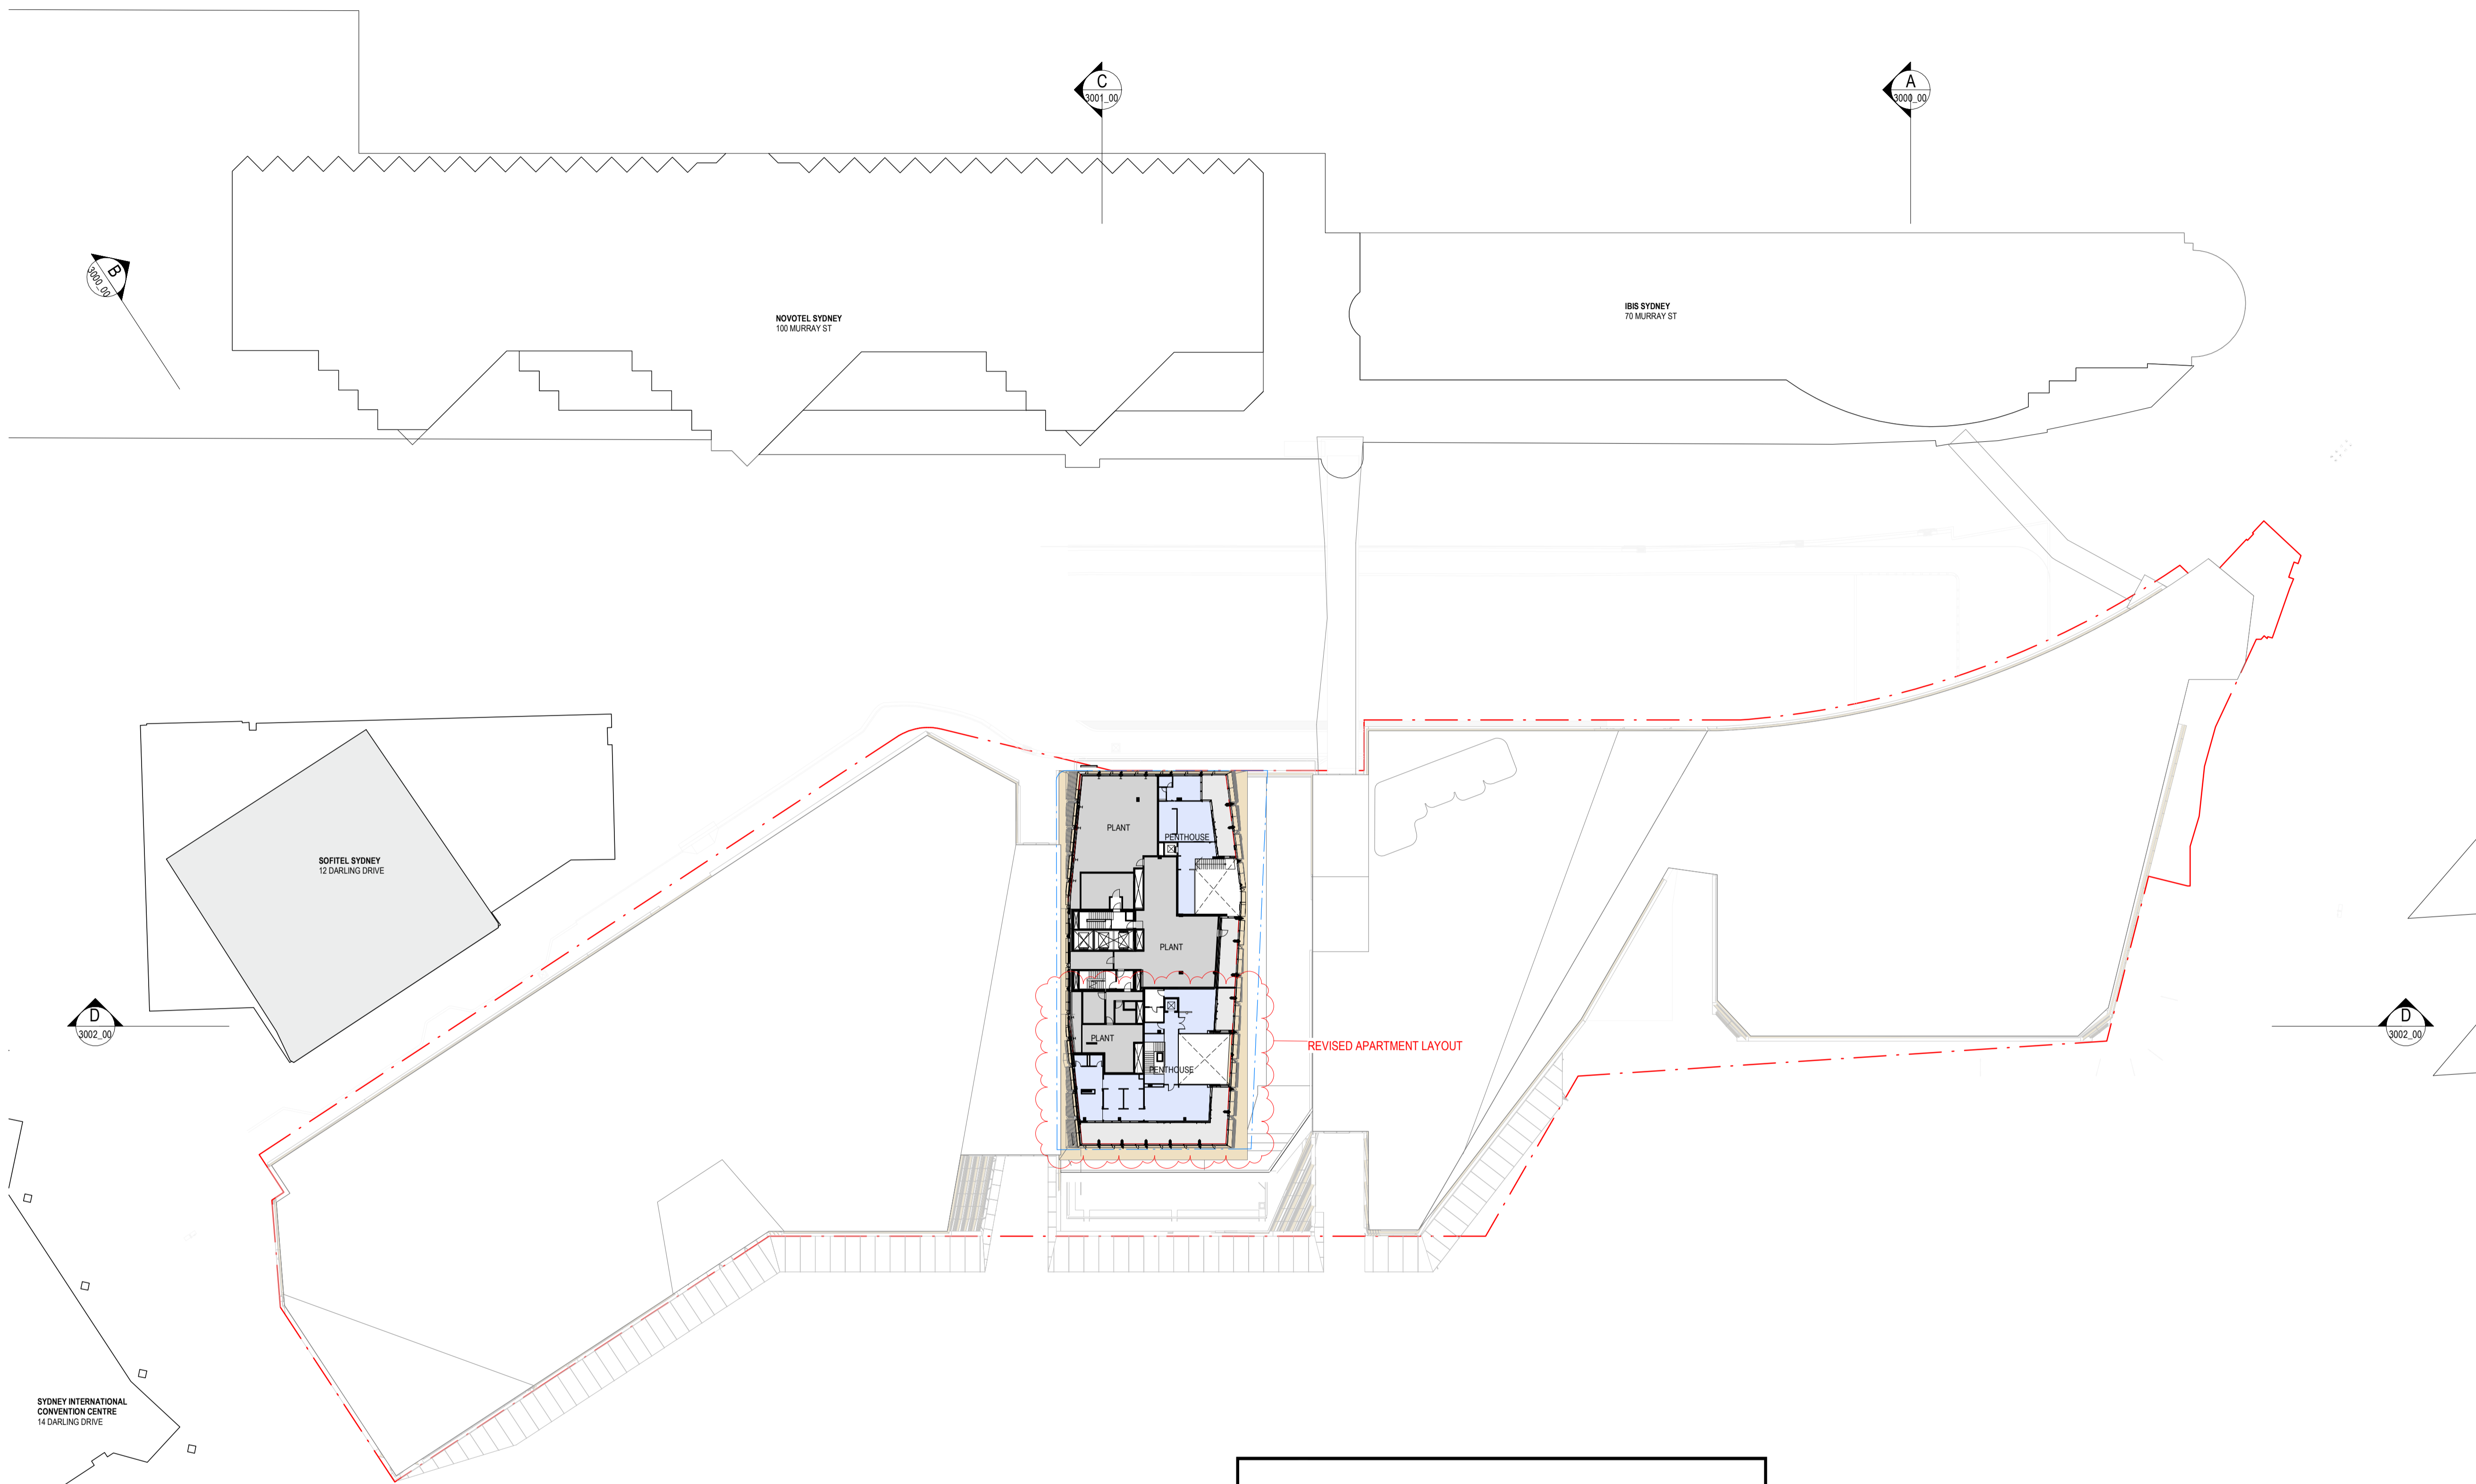 C
3001_00
A
3000_00
B
3000_00
NOVOTEL SYDNEY
100 MURRAY ST
IBIS SYDNEY
70 MURRAY ST
PLANT
PENTHOUSE
SOFITEL SYDNEY
12 DARLING DRIVE
PLANT
D
3002_00
D
3002_00
PLANT
REVISED APARTMENT LAYOUT
PENTHOUSE
SYDNEY INTERNATIONAL
CONVENTION CENTRE
14 DARLING DRIVE